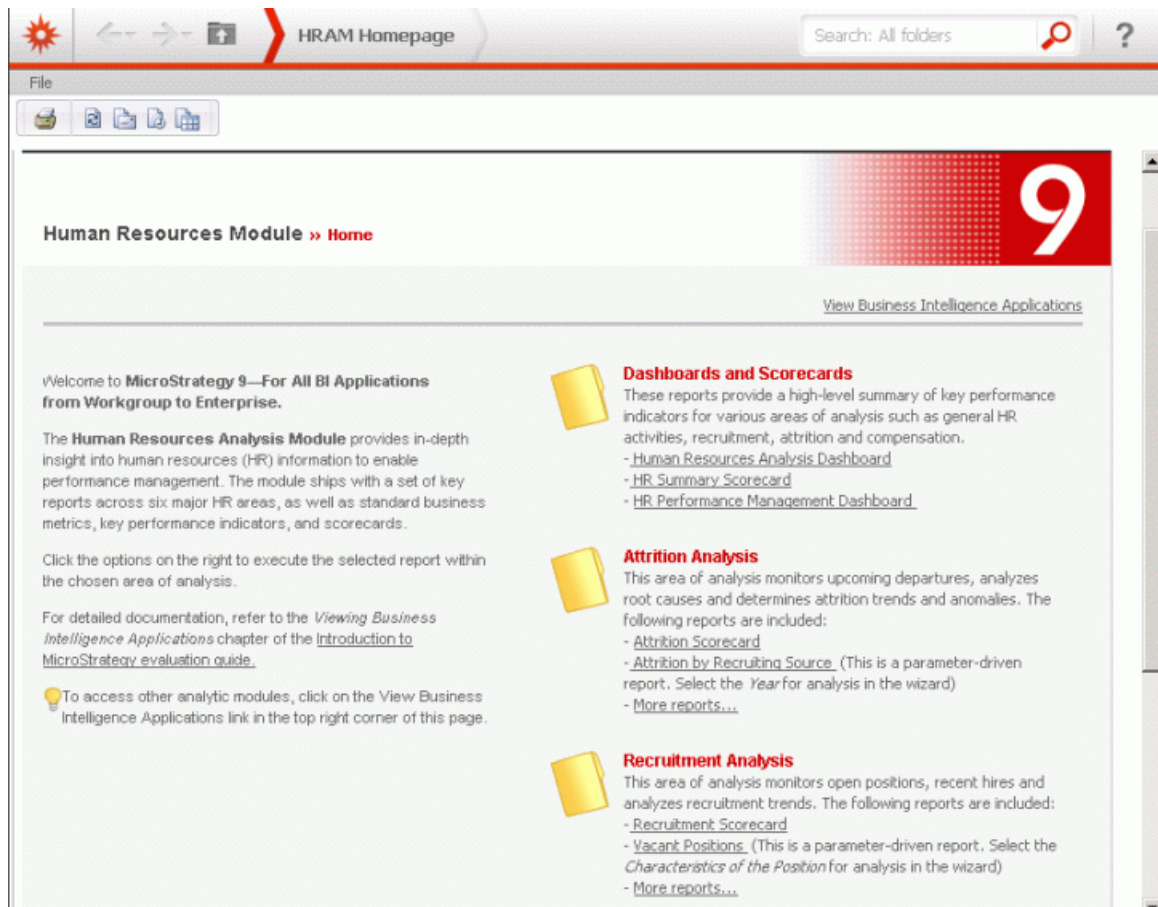 HRAM Homepage
Search: All folders
?
File
9
Human Resources Module » Home
View Business Intelligence Applications
Welcome to MicroStrategy 9—For All BI Applications
from Workgroup to Enterprise.
The Human Resources Analysis Module provides in-depth
insight into human resources (HR) information to enable
performance management. The module ships with a set of key
reports across six major HR areas, as well as standard business
metrics, key performance indicators, and scorecards.
Click the options on the right to execute the selected report within
the chosen area of analysis.
For detailed documentation, refer to the Viewing Business
Intelligence Applications chapter of the Introduction to
MicroStrategy evaluation guide.
To access other analytic modules, click on the View Business
Intelligence Applications link in the top right corner of this page.
Dashboards and Scorecards
These reports provide a high-level summary of key performance
indicators for various areas of analysis such as general HR
activities, recruitment, attrition and compensation.
- Human Resources Analysis Dashboard
- HR Summary Scorecard
- HR Performance Management Dashboard
Attrition Analysis
This area of analysis monitors upcoming departures, analyzes
root causes and determines attrition trends and anomalies. The
following reports are included:
- Attrition Scorecard
- Attrition by Recruiting Source (This is a parameter-driven
report. Select the Year for analysis in the wizard)
- More reports...
Recruitment Analysis
This area of analysis monitors open positions, recent hires and
analyzes recruitment trends. The following reports are included:
- Recruitment Scorecard
- Vacant Positions (This is a parameter-driven report. Select the
Characteristics of the Position for analysis in the wizard)
- More reports...